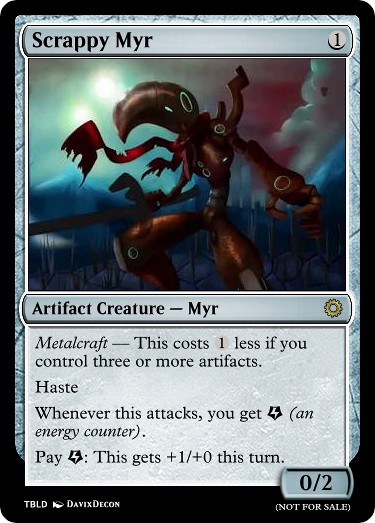 Scrappy Myr 1
Artifact Creature — Myr
Metalcraft — This costs 1 less if you
control three or more artifacts.
Haste
Whenever this attacks, you get (an
energy counter).
Pay : This gets +1/+0 this turn.
0/2
TBLD DavixDecon
(NOT FOR SALE)